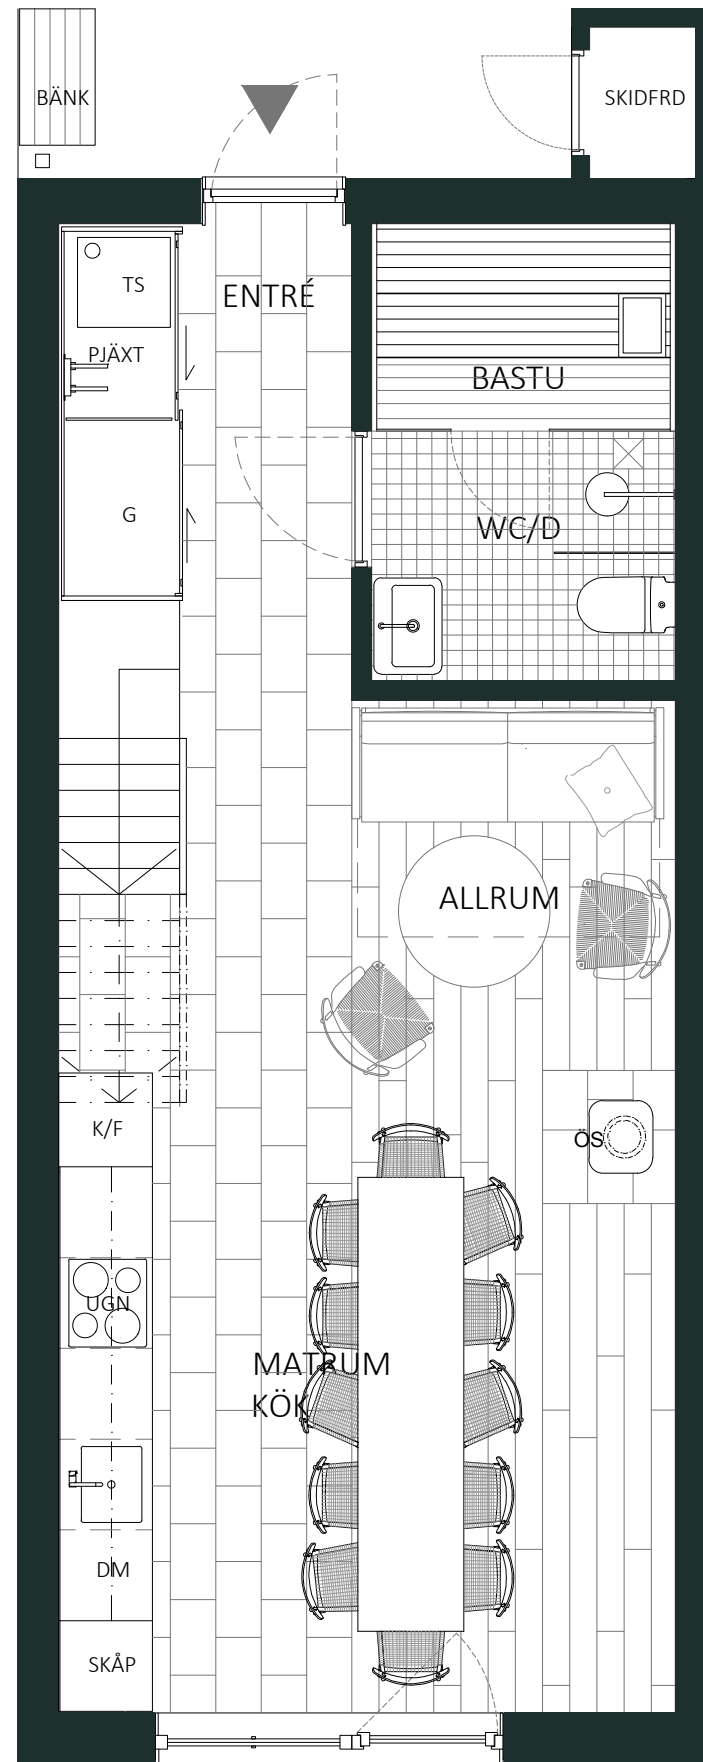 BÄNK
SKIDFRD
TS
ENTRÉ
PJÄXT
BASTU
G
WC/D
ALLRUM
K/F
ÖS
UGN
MATRUM
KÖK
DM
SKÅP